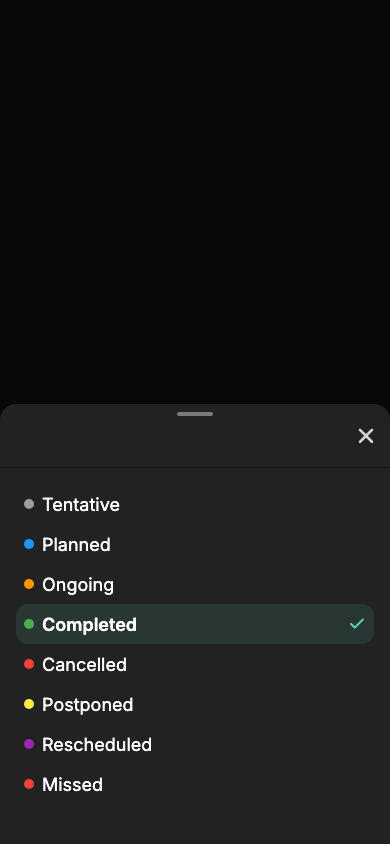 Tentative
Planned
Ongoing
Completed
Cancelled
Postponed
Rescheduled
Missed